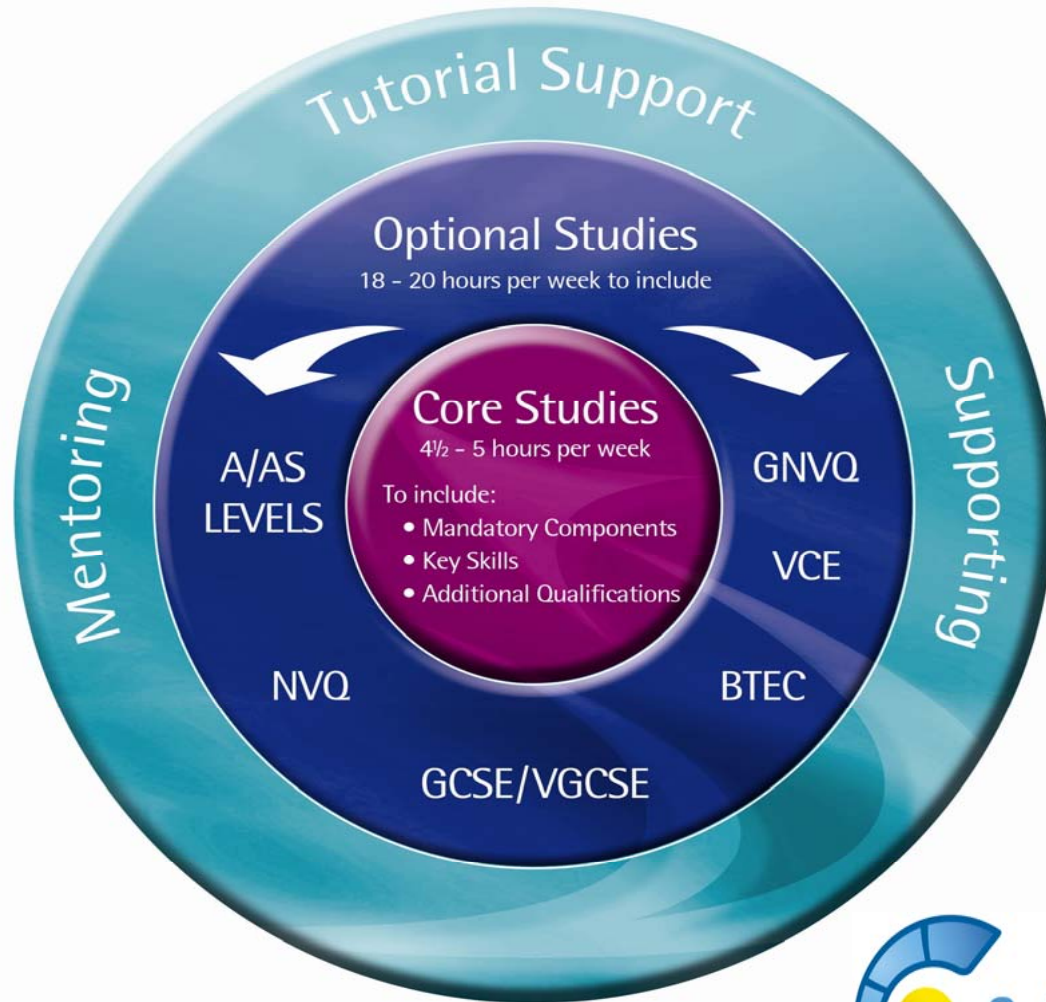 Tutorial Support
Optional Studies
18 - 20 hours per week to include
Core Studies
4½ - 5 hours per week
To include:
• Mandatory Components
• Key Skills
• Additional Qualifications
Mentoring
Supporting
A/AS
LEVELS
GNVQ
VCE
NVQ
BTEC
GCSE/VGCSE